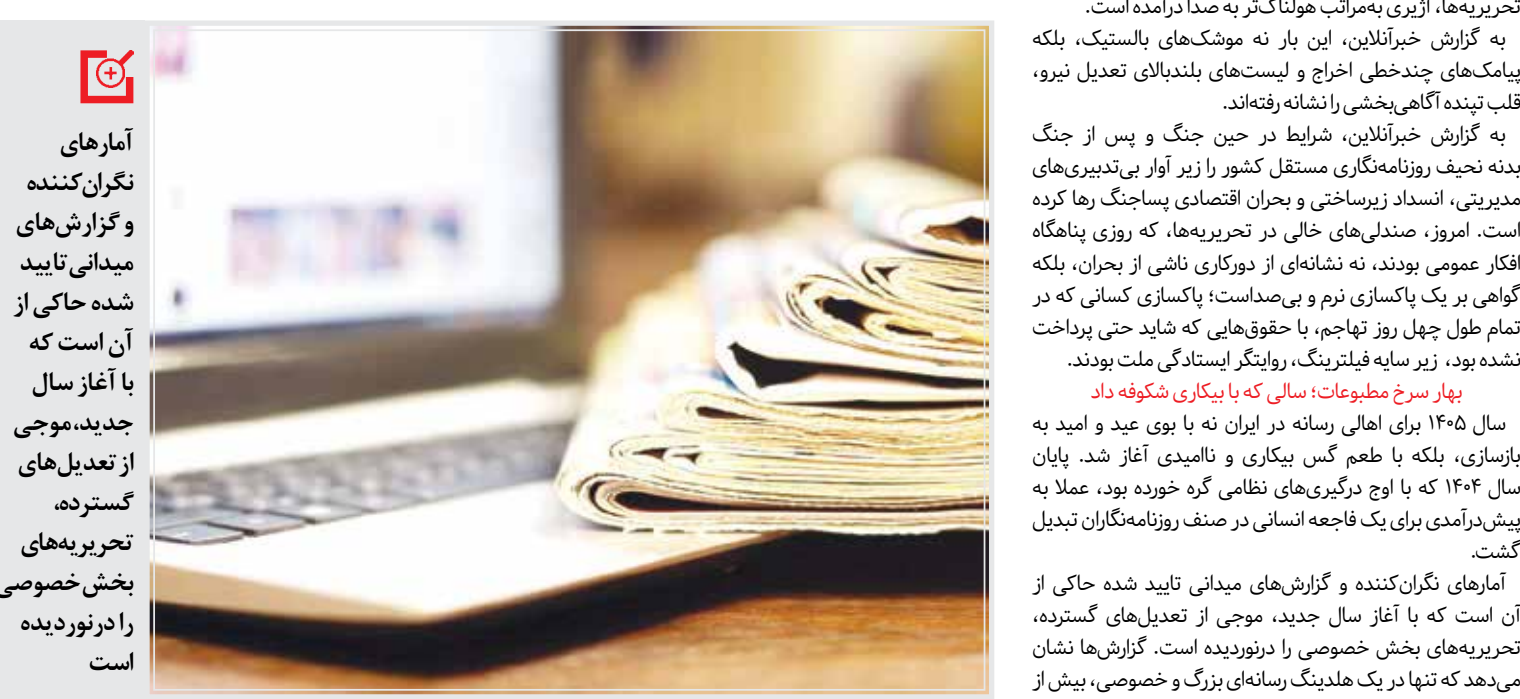 تحریریه‌ها، آژیری به‌مراتب هولناک‌تر به صدا درآمده است.
به گزارش خبرآنلاین، این بار نه موشک‌های بالستیک، بلکه
پیامک‌های چندخطی اخراج و لیست‌های بلندبالای تعدیل نیرو،
قلب تپنده آگاهی‌بخشی را نشانه رفته‌اند.
به گزارش خبرآنلاین، شرایط در حین جنگ و پس از جنگ
بدنه نحیف روزنامه‌نگاری مستقل کشور را زیر آوار بی‌تدبیری‌های
مدیریتی، انسداد زیرساختی و بحران اقتصادی پساجنگ رها کرده
است. امروز، صندلی‌های خالی در تحریریه‌ها، که روزی پناهگاه
افکار عمومی بودند، نه نشانه‌ای از دورکاری ناشی از بحران، بلکه
گواهی بر یک پاکسازی نرم و بی‌صداست؛ پاکسازی کسانی که در
تمام طول چهل روز تهاجم، با حقوق‌هایی که شاید حتی پرداخت
نشده بود، زیر سایه فیلترینگ، روایتگر ایستادگی ملت بودند.
بهار سرخ مطبوعات؛ سالی که با بیکاری شکوفه داد
سال ۱۴۰۵ برای اهالی رسانه در ایران نه با بوی عید و امید به
بازسازی، بلکه با طعم گس بیکاری و ناامیدی آغاز شد. پایان
سال ۱۴۰۴ که با اوج درگیری‌های نظامی گره خورده بود، عملا به
پیش‌درآمدی برای یک فاجعه انسانی در صنف روزنامه‌نگاران تبدیل
گشت.
آمارهای نگران‌کننده و گزارش‌های میدانی تایید شده حاکی از
آن است که با آغاز سال جدید، موجی از تعدیل‌های گسترده،
تحریریه‌های بخش خصوصی را درنوردیده است. گزارش‌ها نشان
می‌دهد که تنها در یک هلدینگ رسانه‌ای بزرگ و خصوصی، بیش از
آمارهای
نگران‌کننده
و گزارش‌های
میدانی تایید
شده حاکی از
آن است که
با آغاز سال
جدید،موجی
از تعدیل‌های
گسترده،
تحریریه‌های
بخش خصوصی
را درنوردیده
است